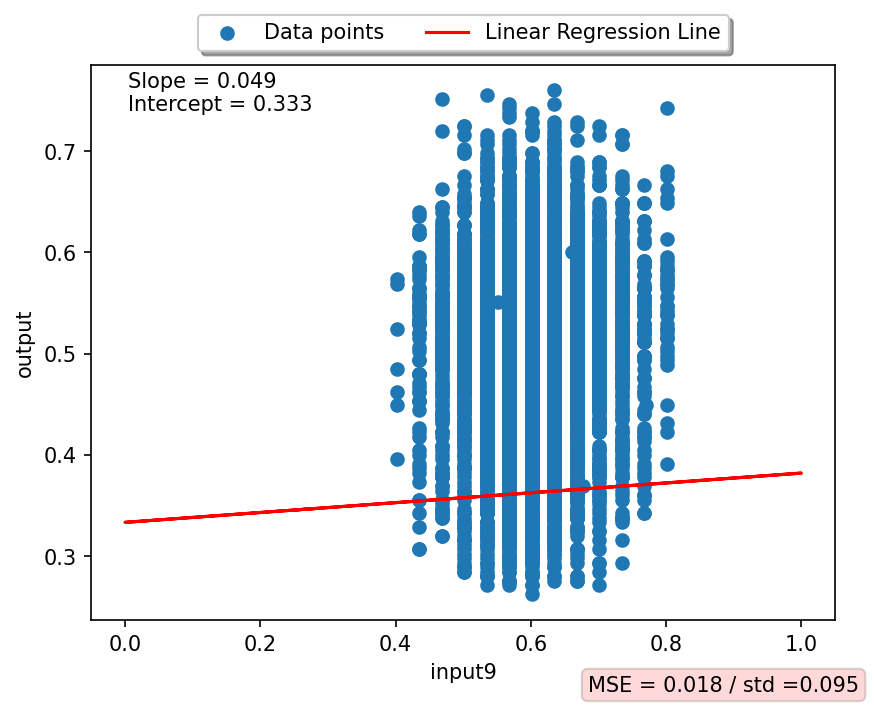 Data points
Linear Regression Line
Slope = 0.049
Intercept = 0.333
0.7
0.6
0.5
0.4
0.3
output
0.0 0.2 0.4 0.6 0.8 1.0
input9
MSE = 0.018 / std =0.095